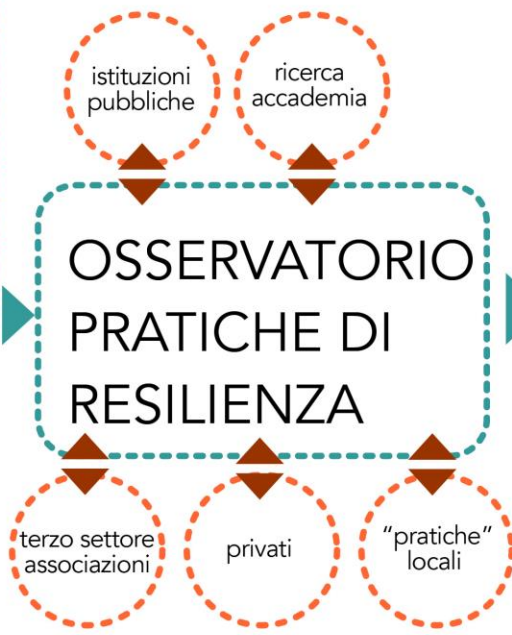 istituzioni
pubbliche
ricerca
accademia
OSSERVATORIO
PRATICHE DI
RESILIENZA
terzo settore
associazioni
privati
"pratiche"
locali